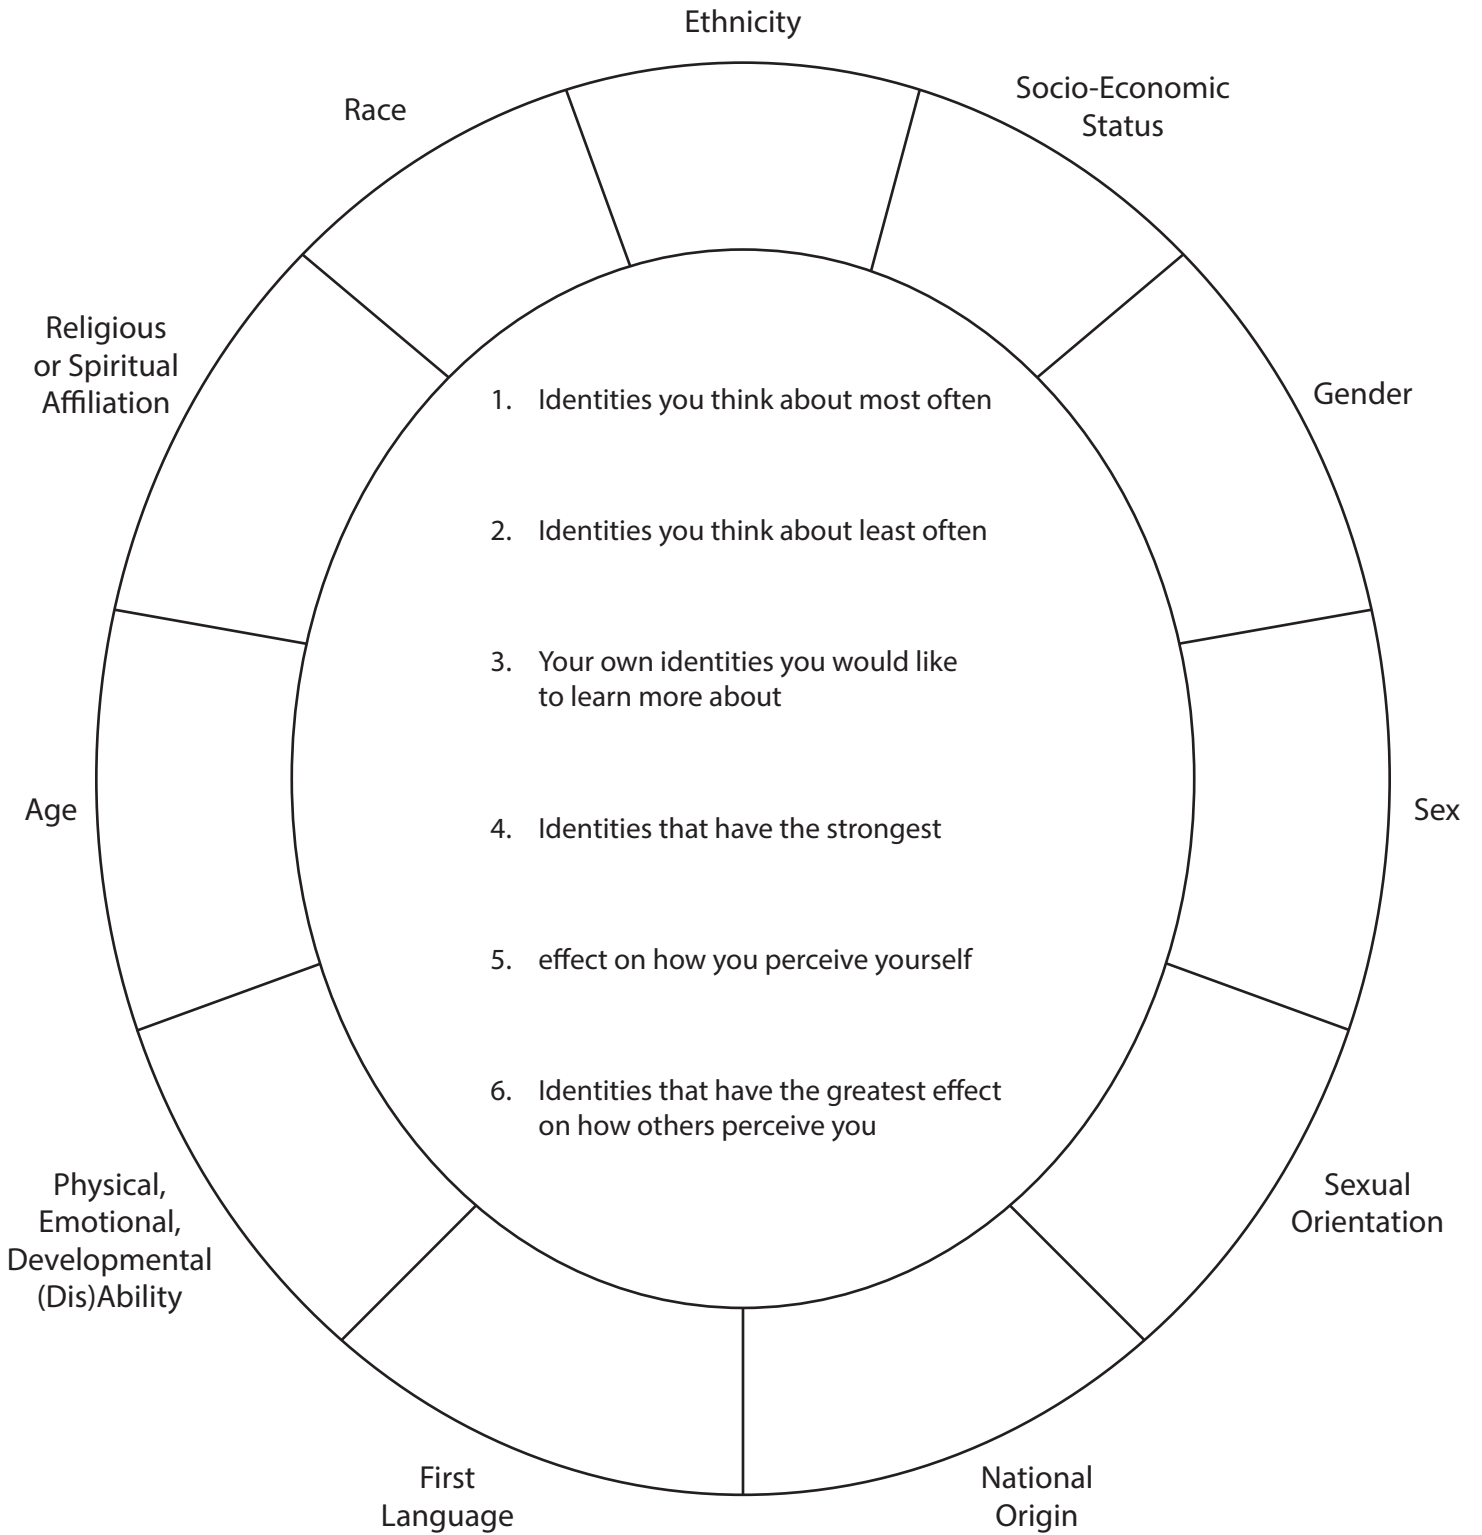 Ethnicity
Socio-Economic
Status
Race
Religious
or Spiritual
Affiliation
Gender
1. Identities you think about most often
2. Identities you think about least often
3. Your own identities you would like
to learn more about
Age
4. Identities that have the strongest
Sex
5. effect on how you perceive yourself
6. Identities that have the greatest effect
on how others perceive you
Physical,
Emotional,
Developmental
(Dis)Ability
Sexual
Orientation
First
Language
National
Origin